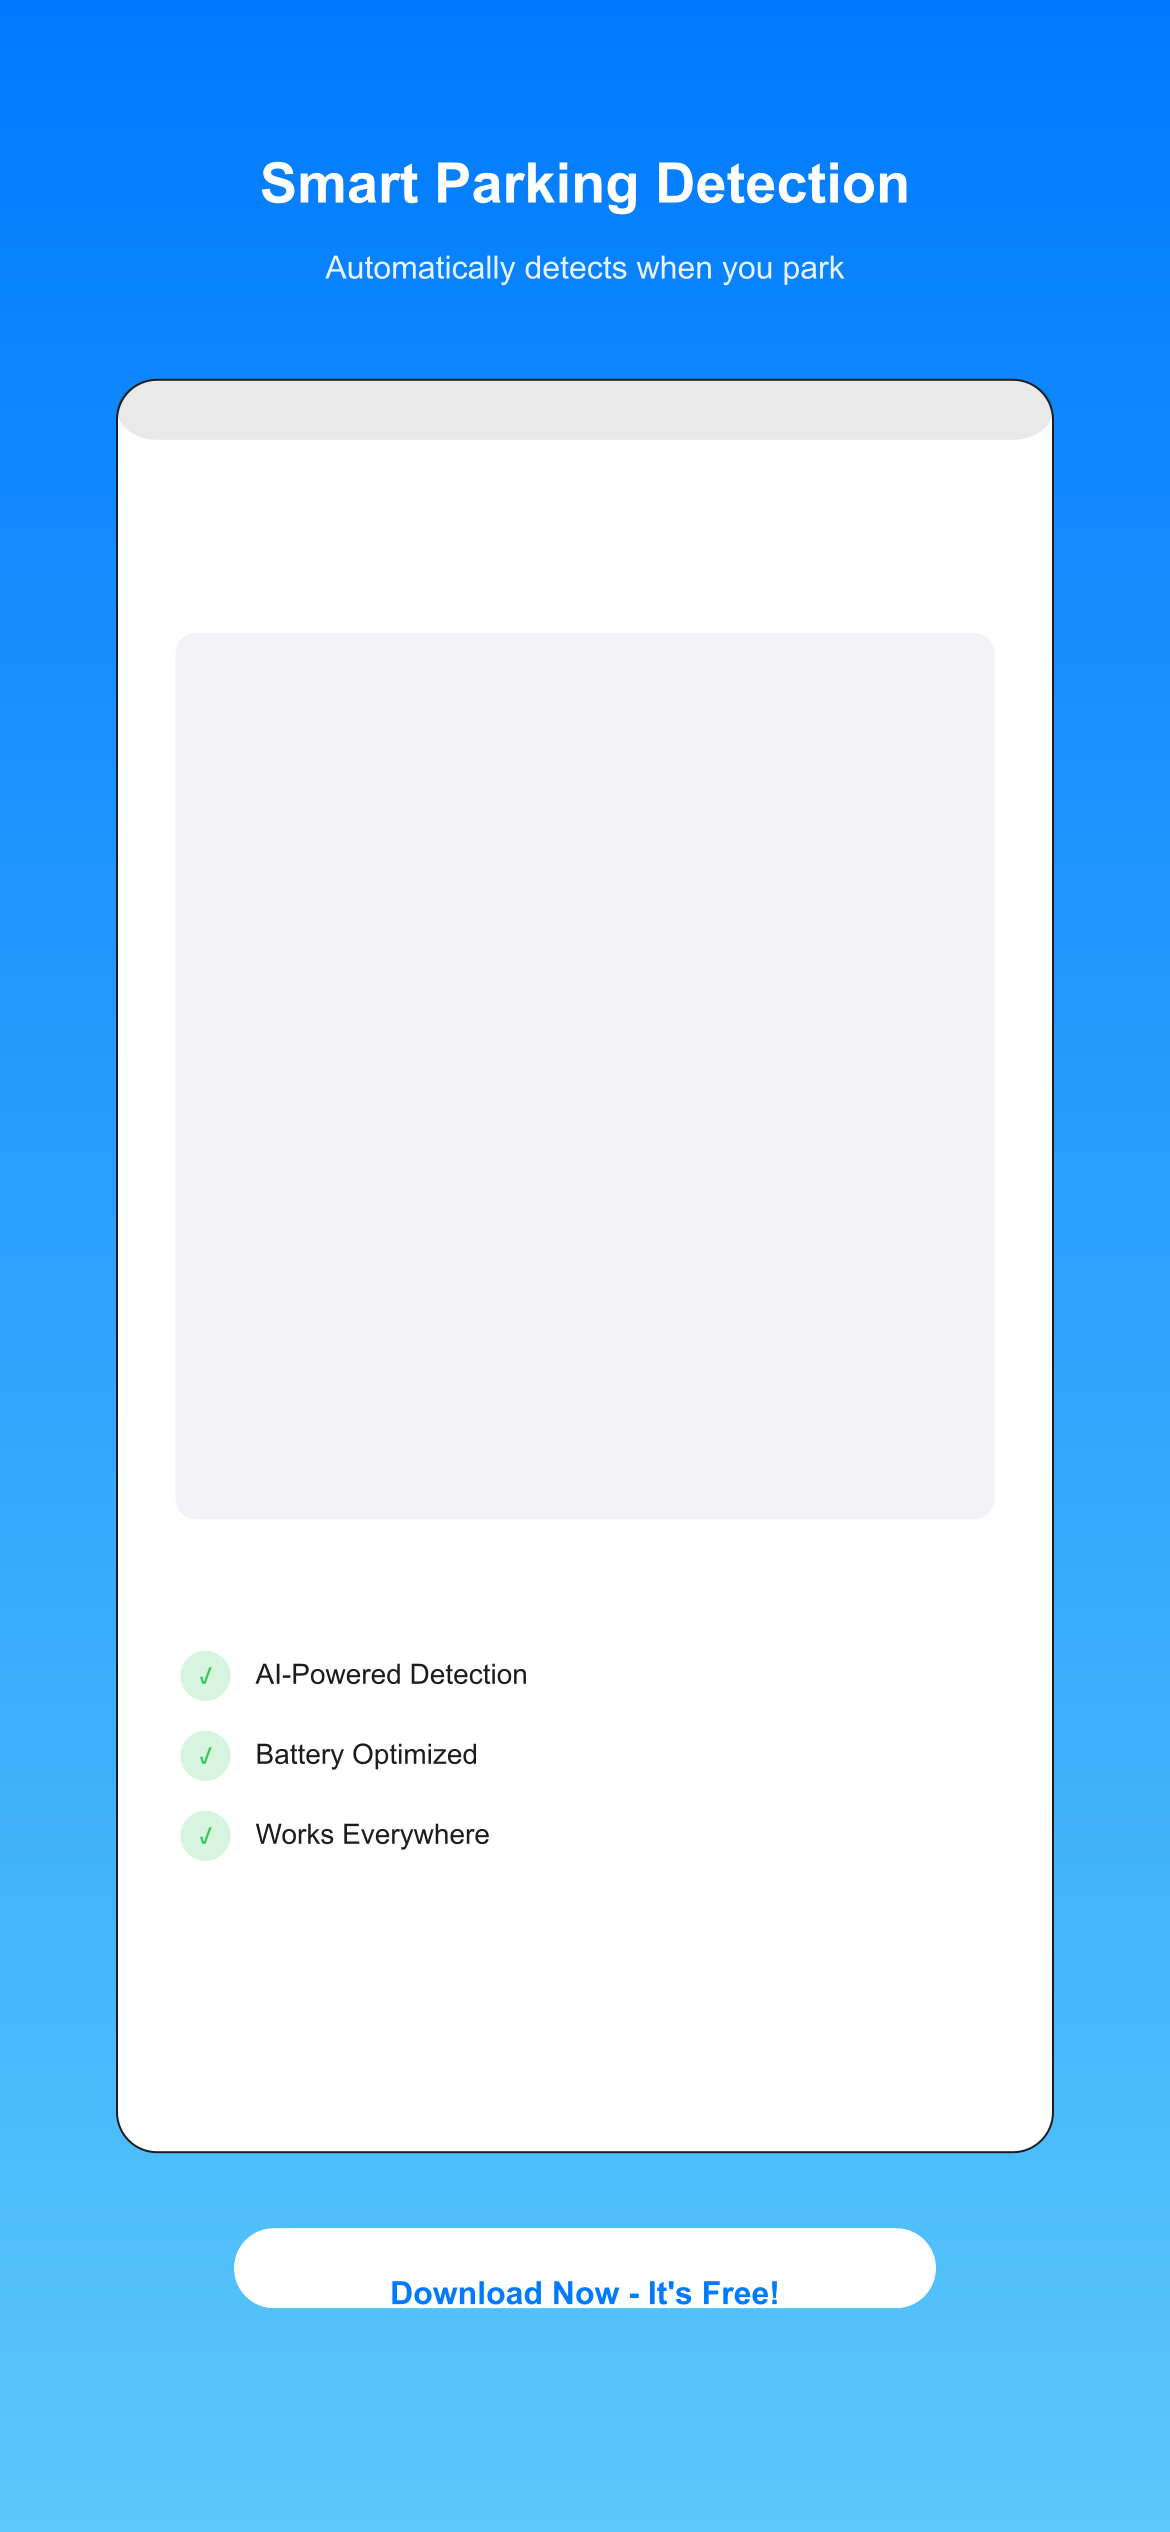 Smart Parking Detection
Automatically detects when you park
✓ AI-Powered Detection
✓ Battery Optimized
✓ Works Everywhere
Download Now - It's Free!